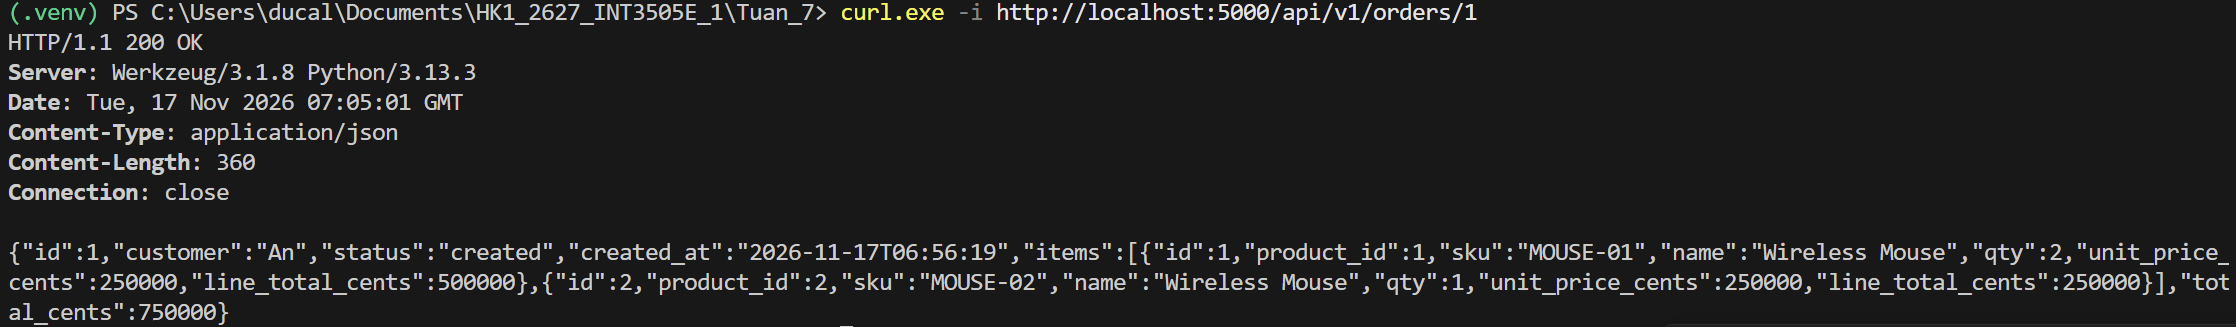 (.venv) PS C:\Users\ducal\Documents\HK1_2627_INT3505E_1\Tuan_7> curl.exe -i http://localhost:5000/api/v1/orders/1
HTTP/1.1 200 OK
Server: Werkzeug/3.1.8 Python/3.13.3
Date: Tue, 17 Nov 2026 07:05:01 GMT
Content-Type: application/json
Content-Length: 360
Connection: close

{"id":1,"customer":"An","status":"created","created_at":"2026-11-17T06:56:19","items":[{"id":1,"product_id":1,"sku":"MOUSE-01","name":"Wireless Mouse","qty":2,"unit_price_
cents":250000,"line_total_cents":500000},{"id":2,"product_id":2,"sku":"MOUSE-02","name":"Wireless Mouse","qty":1,"unit_price_cents":250000,"line_total_cents":250000}],"tot
al_cents":750000}